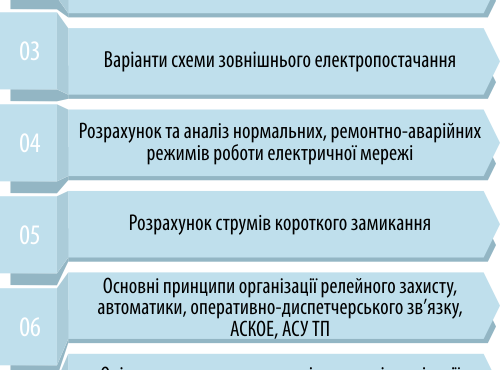 03
Варіанти схеми зовнішнього електропостачання
04
Розрахунок та аналіз нормальних, ремонтно-аварійних
режимів роботи електричної мережі
05
Розрахунок струмів короткого замикання
06
Основні принципи організації релейного захисту,
автоматики, оперативно-диспетчерського зв’язку,
АСКОЕ, АСУ ТП